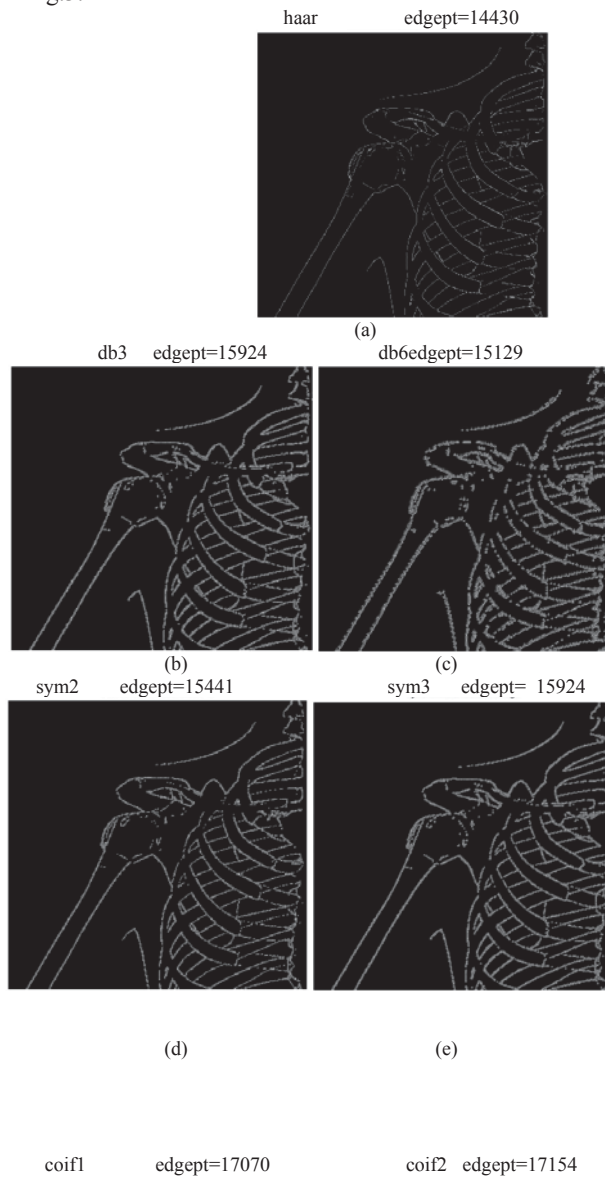 haar edgept=14430
(a)
db3 edgept=15924 db6edgept=15129
(b) (c)
sym2 edgept=15441 sym3 edgept= 15924
(d) (e)
coif1 edgept=17070 coif2 edgept=17154